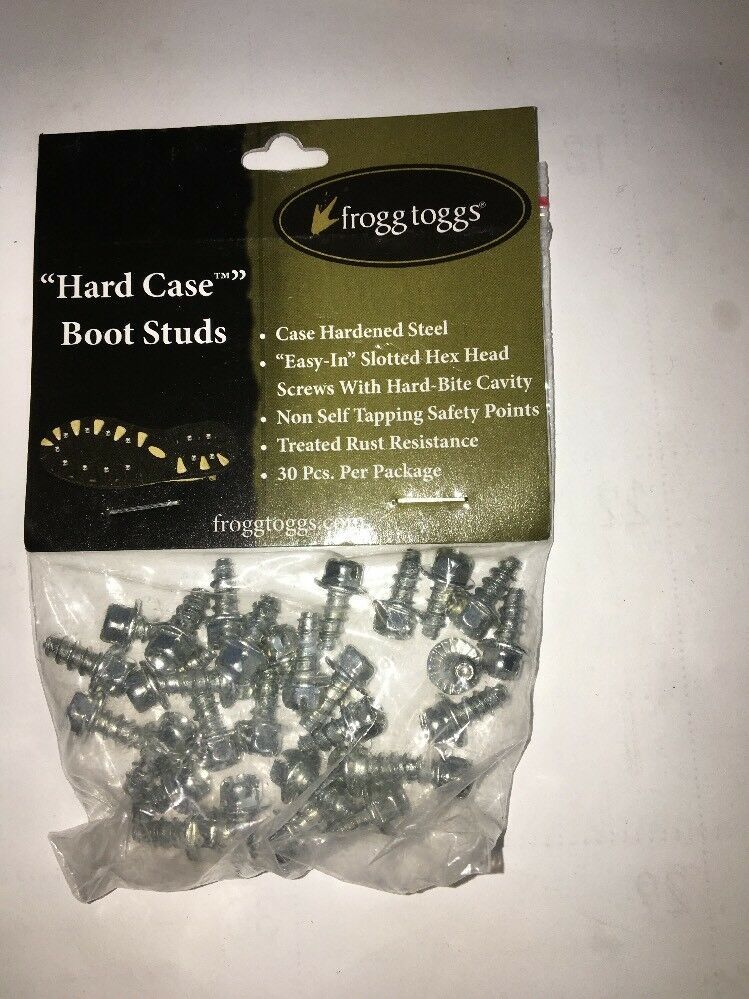 frogg toggs®
“Hard Case™”
Boot Studs
• Case Hardened Steel
• “Easy-In” Slotted Hex Head
Screws With Hard-Bite Cavity
• Non Self Tapping Safety Points
• Treated Rust Resistance
• 30 Pcs. Per Package
froggtoggs.com